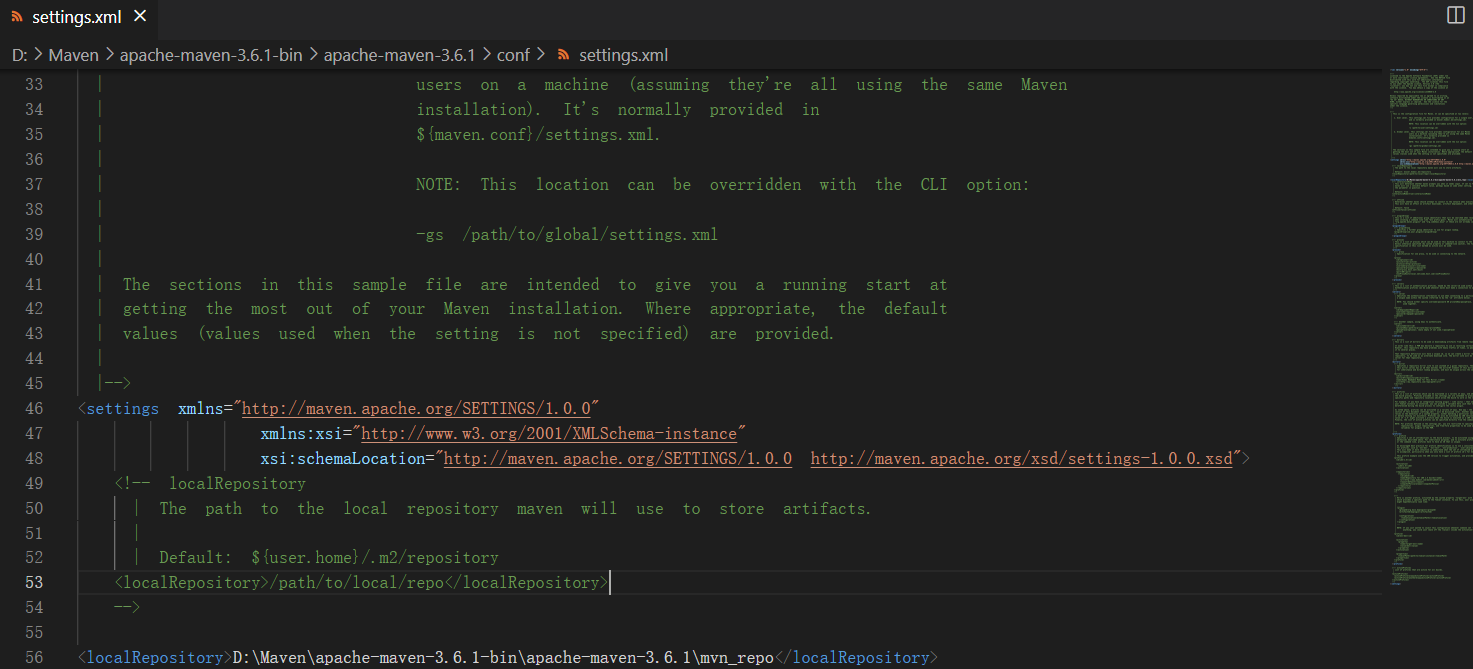 settings.xml
D: > Maven > apache-maven-3.6.1-bin > apache-maven-3.6.1 > conf > settings.xml
33 | users on a machine (assuming they're all using the same Maven
34 | installation). It's normally provided in
35 | ${maven.conf}/settings.xml.
36 |
37 | NOTE: This location can be overridden with the CLI option:
38 |
39 | -gs /path/to/global/settings.xml
40 |
41 | The sections in this sample file are intended to give you a running start at
42 | getting the most out of your Maven installation. Where appropriate, the default
43 | values (values used when the setting is not specified) are provided.
44 |
45 |-->
46 <settings xmlns="http://maven.apache.org/SETTINGS/1.0.0"
47 xmlns:xsi="http://www.w3.org/2001/XMLSchema-instance"
48 xsi:schemaLocation="http://maven.apache.org/SETTINGS/1.0.0 http://maven.apache.org/xsd/settings-1.0.0.xsd">
49 <!-- localRepository
50 | The path to the local repository maven will use to store artifacts.
51 |
52 | Default: ${user.home}/.m2/repository
53 <localRepository>/path/to/local/repo</localRepository>
54 -->
55
56 <localRepository>D:\Maven\apache-maven-3.6.1-bin\apache-maven-3.6.1\mvn_repo</localRepository>